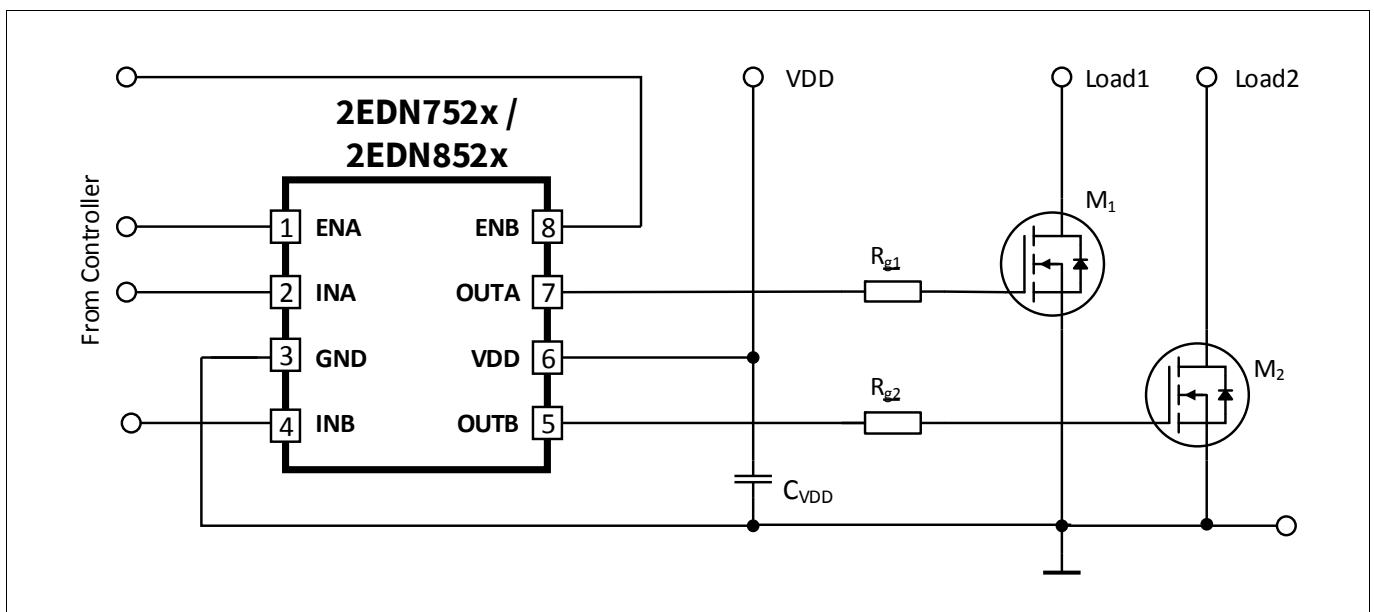 VDD
Load1
Load2
2EDN752x /
2EDN852x
From Controller
M1
1 ENA
ENB 8
Rg1
2 INA
OUTA 7
3 GND
VDD 6
M2
Rg2
4 INB
OUTB 5
CVDD